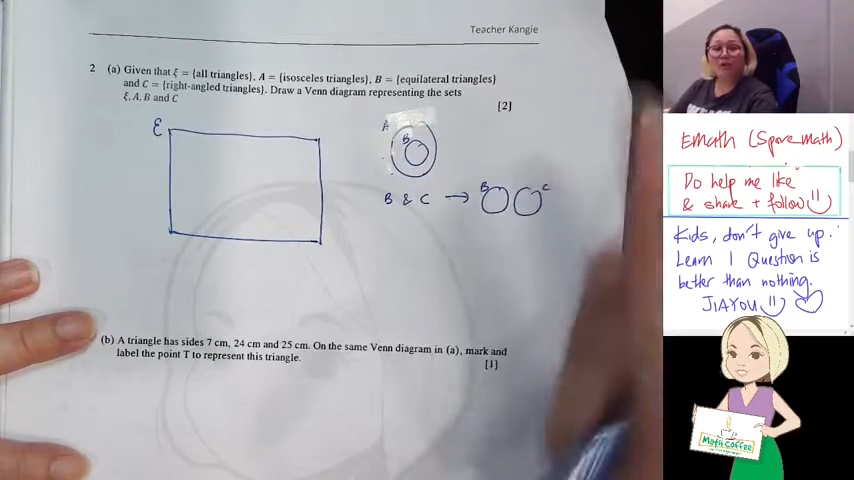 Teacher Kangie
2 (a) Given that ξ = {all triangles}, A = {isosceles triangles}, B = {equilateral triangles}
and C = {right-angled triangles}. Draw a Venn diagram representing the sets
ξ, A, B and C
[2]
ξ
A
B
B & C → B C
(b) A triangle has sides 7 cm, 24 cm and 25 cm. On the same Venn diagram in (a), mark and
label the point T to represent this triangle.
[1]
EMath (Spore Math)
Do help me like
& share + follow
Kids, don't give up.
Learn 1 Question is
better than nothing.
JIAYOU
Math Coffee